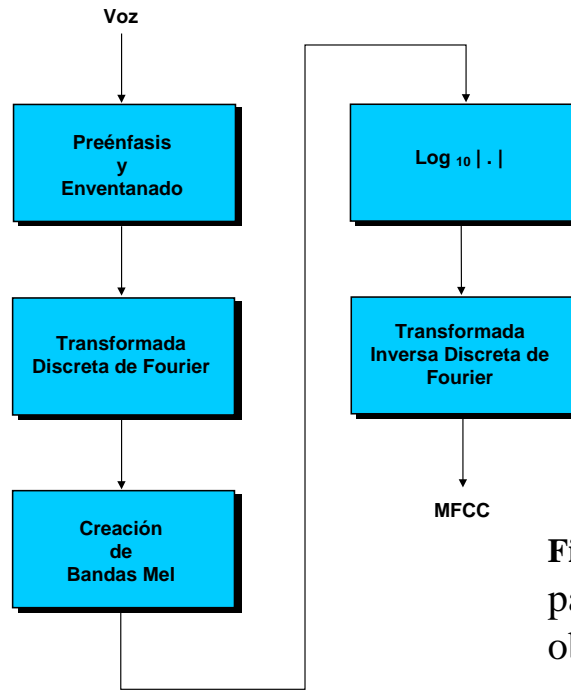 Voz
Preénfasis
y
Enventanado
Transformada
Discreta de Fourier
Creación
de
Bandas Mel
Log 10 | . |
Transformada
Inversa Discreta de
Fourier
MFCC